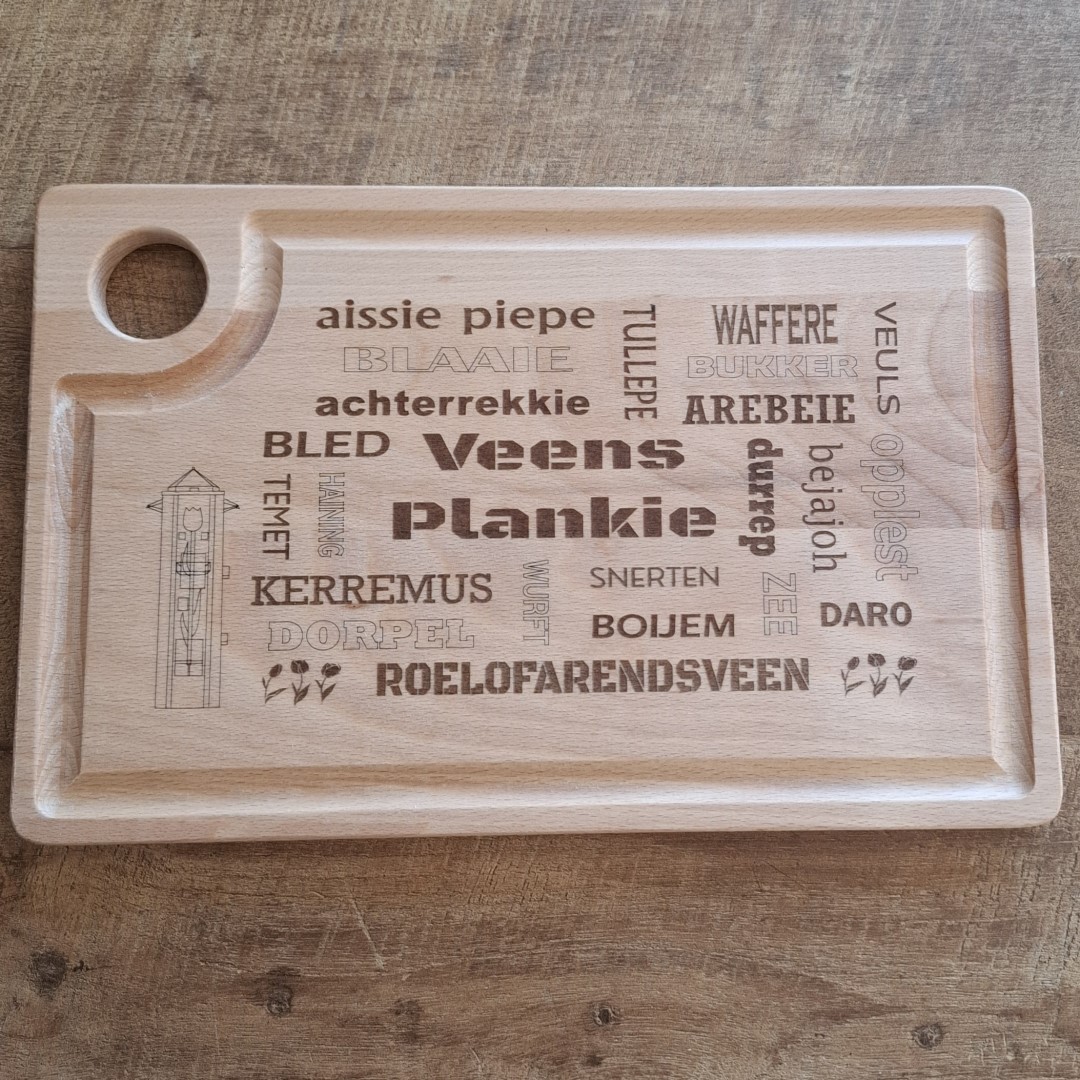 aissie piepe
BLAAIE
achterrekkie
TULLEPE
WAFFERE
BUKKER
AREBEIE
VEULS
BLED
Veens
Plankie
TEMET
HAINING
durrep
bejajoh
opplest
KERREMUS
DORPEL
WURFT
SNERTEN
BOIJEM
ZEE
DARO
ROELOFARENDSVEEN